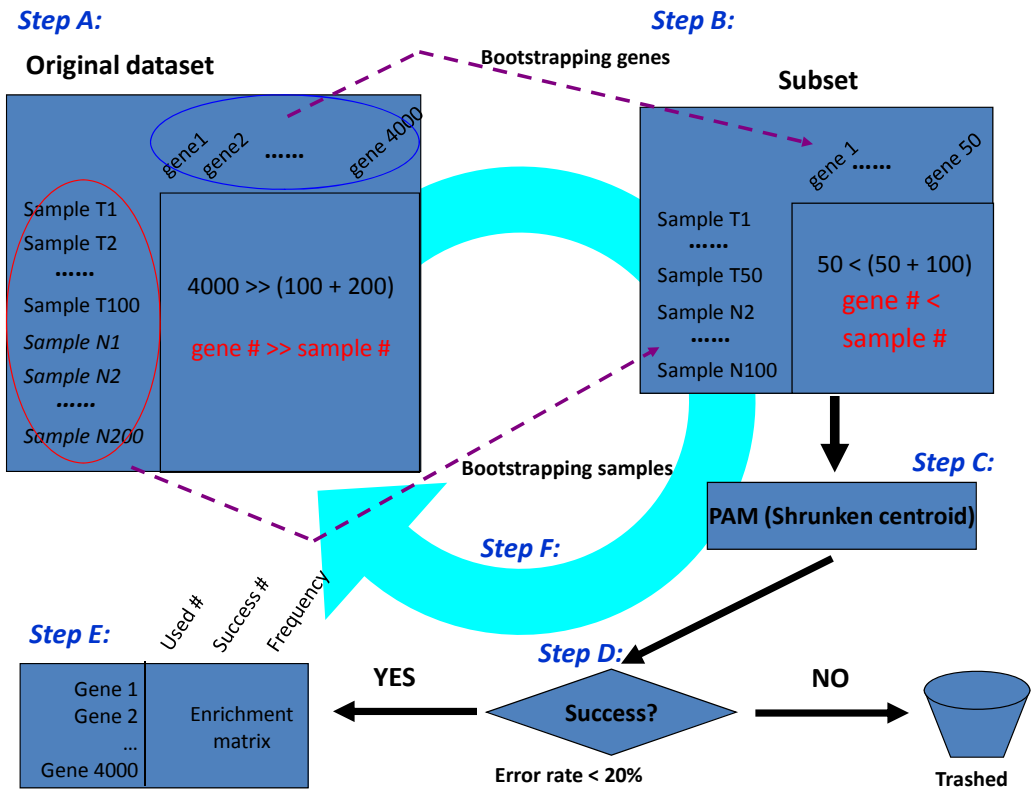 Step A:
Original dataset
gene1
gene2
......
gene 4000
Sample T1
Sample T2
......
Sample T100
Sample N1
Sample N2
......
Sample N200
4000 >> (100 + 200)
gene # >> sample #
Bootstrapping genes
Step B:
Subset
gene 1
......
gene 50
Sample T1
......
Sample T50
Sample N2
......
Sample N100
50 < (50 + 100)
gene # <
sample #
Bootstrapping samples
Step C:
PAM (Shrunken centroid)
Step F:
Step D:
Success?
Error rate < 20%
YES
NO
Trashed
Step E:
Used #
Success #
Frequency
Gene 1
Gene 2
...
Gene 4000
Enrichment
matrix